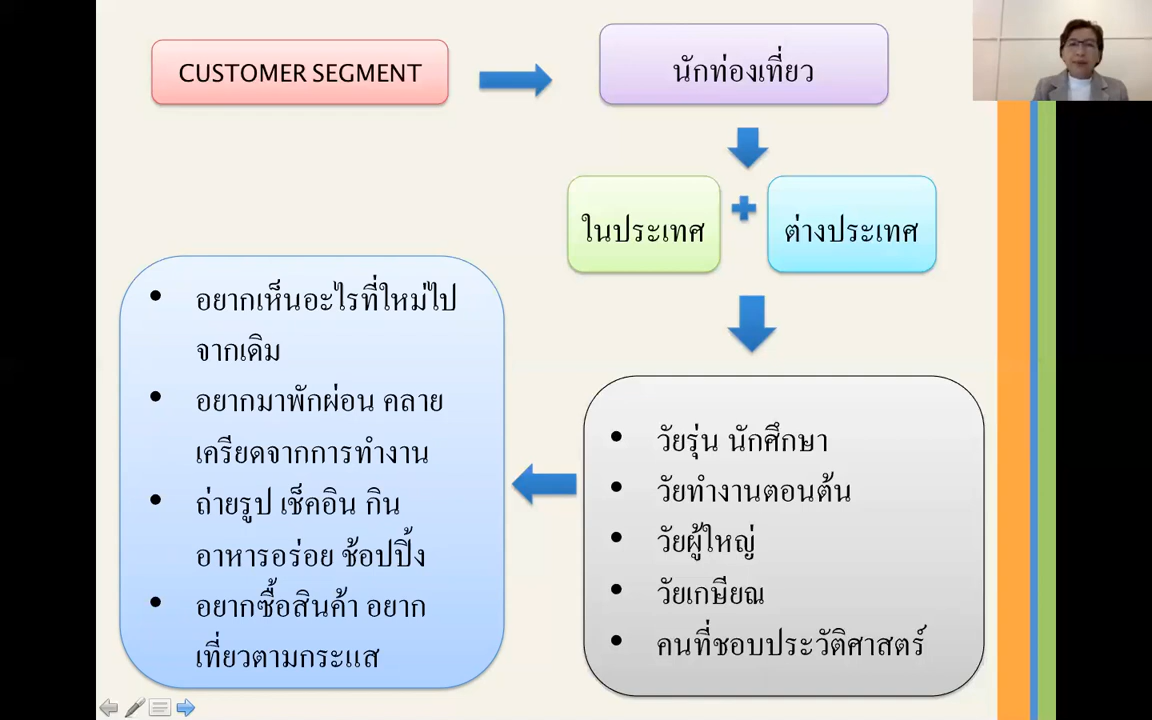 CUSTOMER SEGMENT
นักท่องเที่ยว
ในประเทศ
ต่างประเทศ
วัยรุ่น นักศึกษา
วัยทำงานตอนต้น
วัยผู้ใหญ่
วัยเกษียณ
คนที่ชอบประวัติศาสตร์
อยากเห็นอะไรที่ใหม่ไป
จากเดิม
อยากมาพักผ่อน คลาย
เครียดจากการทำงาน
ถ่ายรูป เช็คอิน กิน
อาหารอร่อย ช้อปปิ้ง
อยากซื้อสินค้า อยาก
เที่ยวตามกระแส